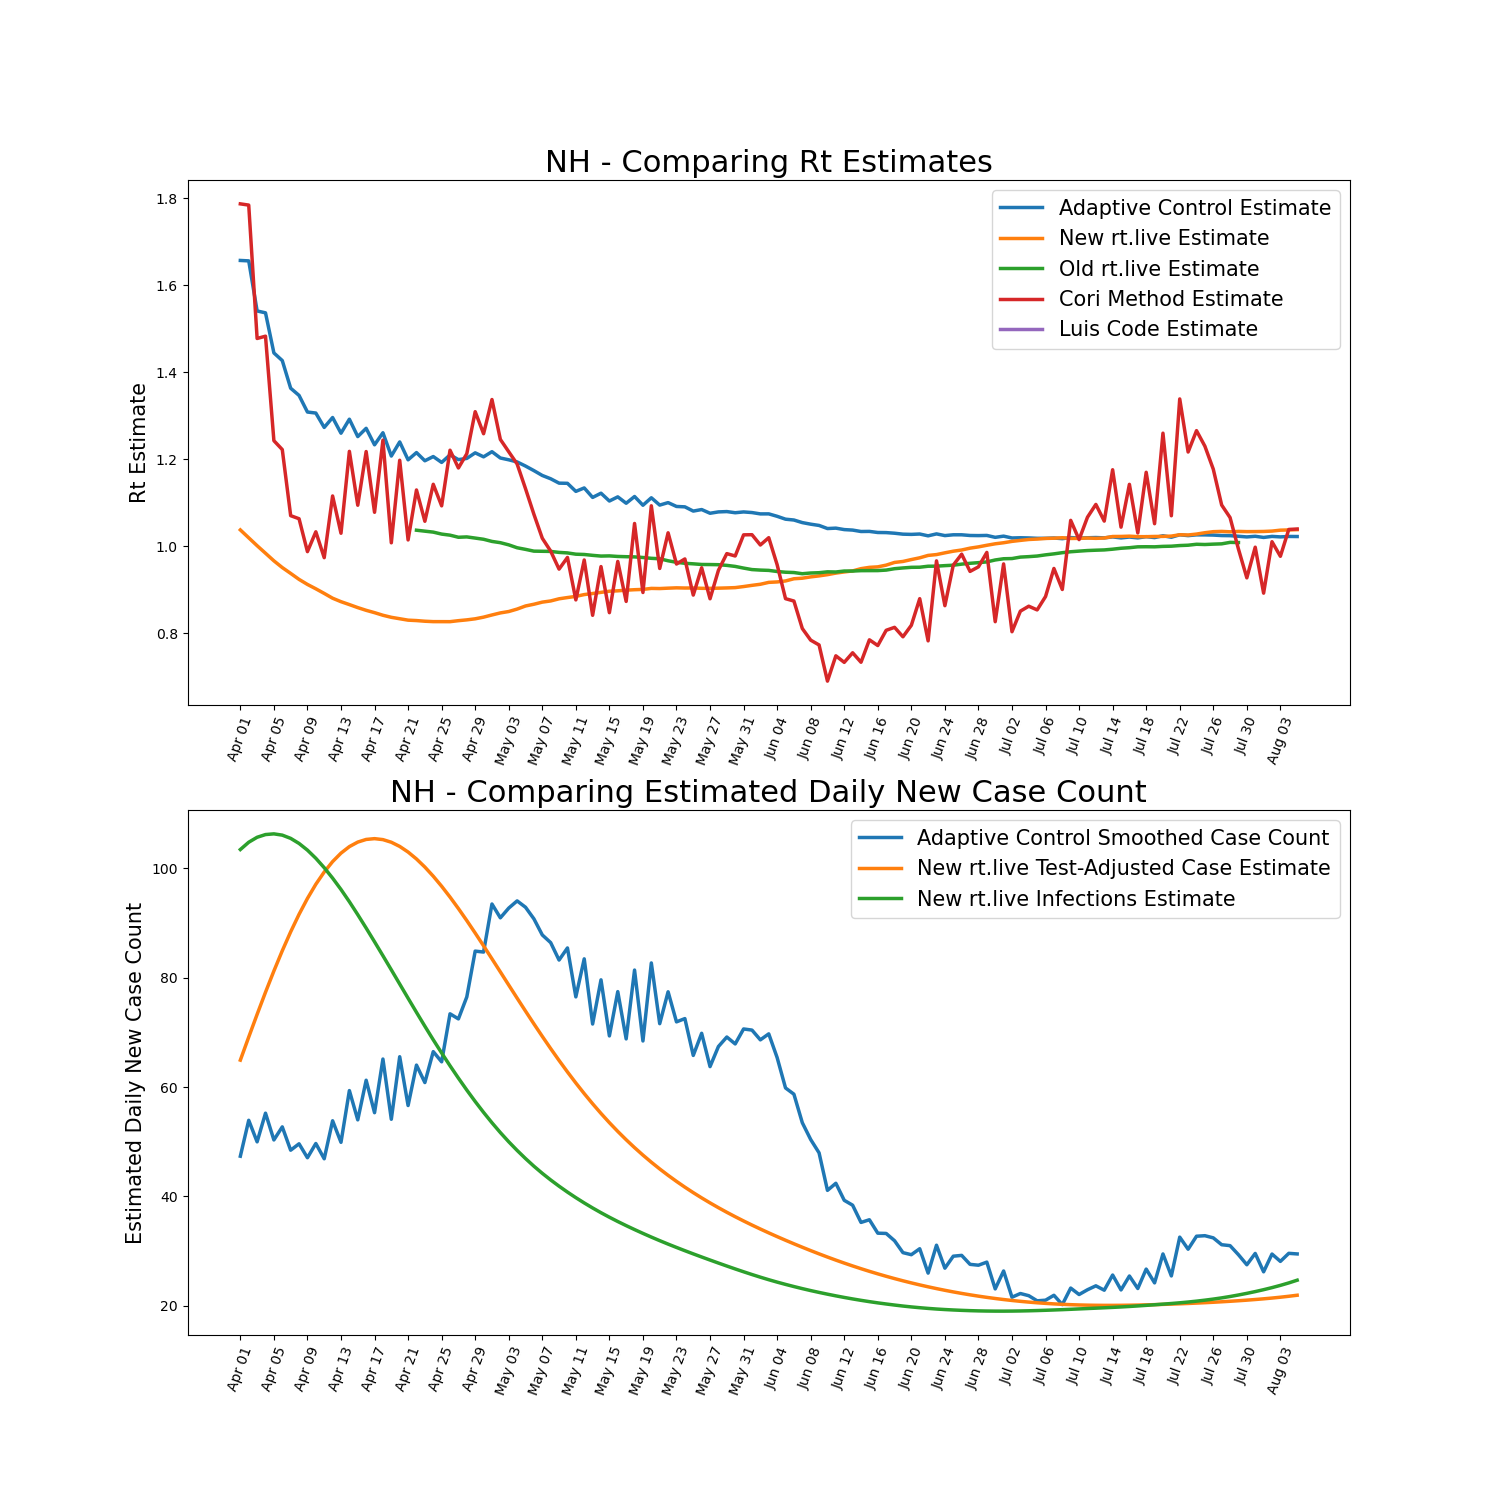 NH - Comparing Rt Estimates
Rt Estimate
1.8
1.6
1.4
1.2
1.0
0.8
Adaptive Control Estimate
New rt.live Estimate
Old rt.live Estimate
Cori Method Estimate
Luis Code Estimate
Apr 01 Apr 05 Apr 09 Apr 13 Apr 17 Apr 21 Apr 25 Apr 29 May 03 May 07 May 11 May 15 May 19 May 23 May 27 May 31 Jun 04 Jun 08 Jun 12 Jun 16 Jun 20 Jun 24 Jun 28 Jul 02 Jul 06 Jul 10 Jul 14 Jul 18 Jul 22 Jul 26 Jul 30 Aug 03
NH - Comparing Estimated Daily New Case Count
Estimated Daily New Case Count
100
80
60
40
20
Adaptive Control Smoothed Case Count
New rt.live Test-Adjusted Case Estimate
New rt.live Infections Estimate
Apr 01 Apr 05 Apr 09 Apr 13 Apr 17 Apr 21 Apr 25 Apr 29 May 03 May 07 May 11 May 15 May 19 May 23 May 27 May 31 Jun 04 Jun 08 Jun 12 Jun 16 Jun 20 Jun 24 Jun 28 Jul 02 Jul 06 Jul 10 Jul 14 Jul 18 Jul 22 Jul 26 Jul 30 Aug 03